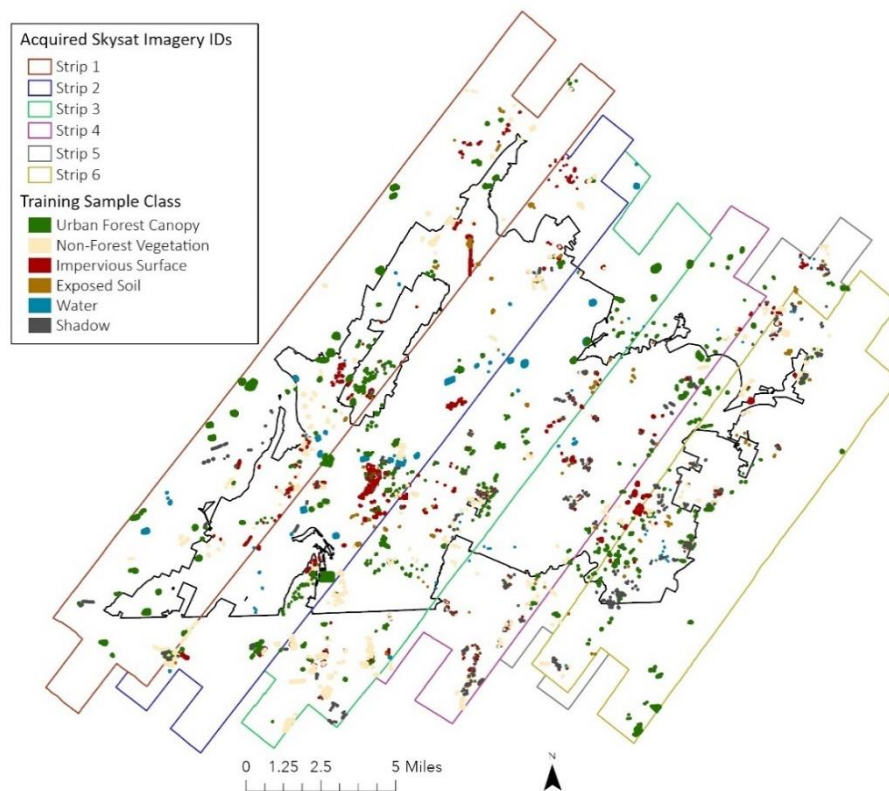 Acquired Skysat Imagery IDs
Strip 1
Strip 2
Strip 3
Strip 4
Strip 5
Strip 6
Training Sample Class
Urban Forest Canopy
Non-Forest Vegetation
Impervious Surface
Exposed Soil
Water
Shadow
0 1.25 2.5 5 Miles
N